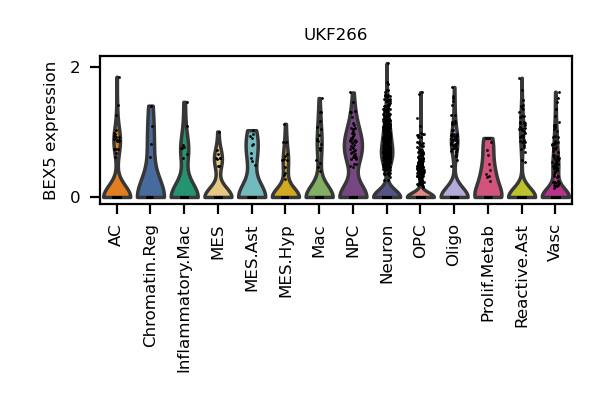 UKF266
BEX5 expression
2
0
AC
Chromatin.Reg
Inflammatory.Mac
MES
MES.Ast
MES.Hyp
Mac
NPC
Neuron
OPC
Oligo
Prolif.Metab
Reactive.Ast
Vasc